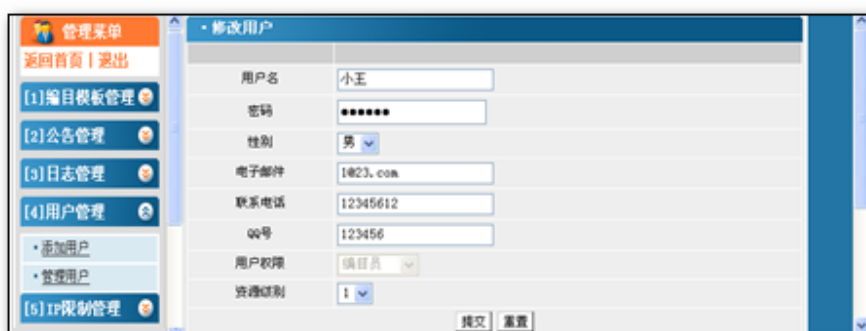 管理菜单
返回首页 | 退出
[1]编目模板管理
[2]公告管理
[3]日志管理
[4]用户管理
·添加用户
·管理用户
[5]IP限制管理
·修改用户
用户名 小王
密码 ●●●●●●
性别 男
电子邮件 1@23.com
联系电话 12345612
QQ号 123456
用户权限 编目员
资源级别 1
提交 重置